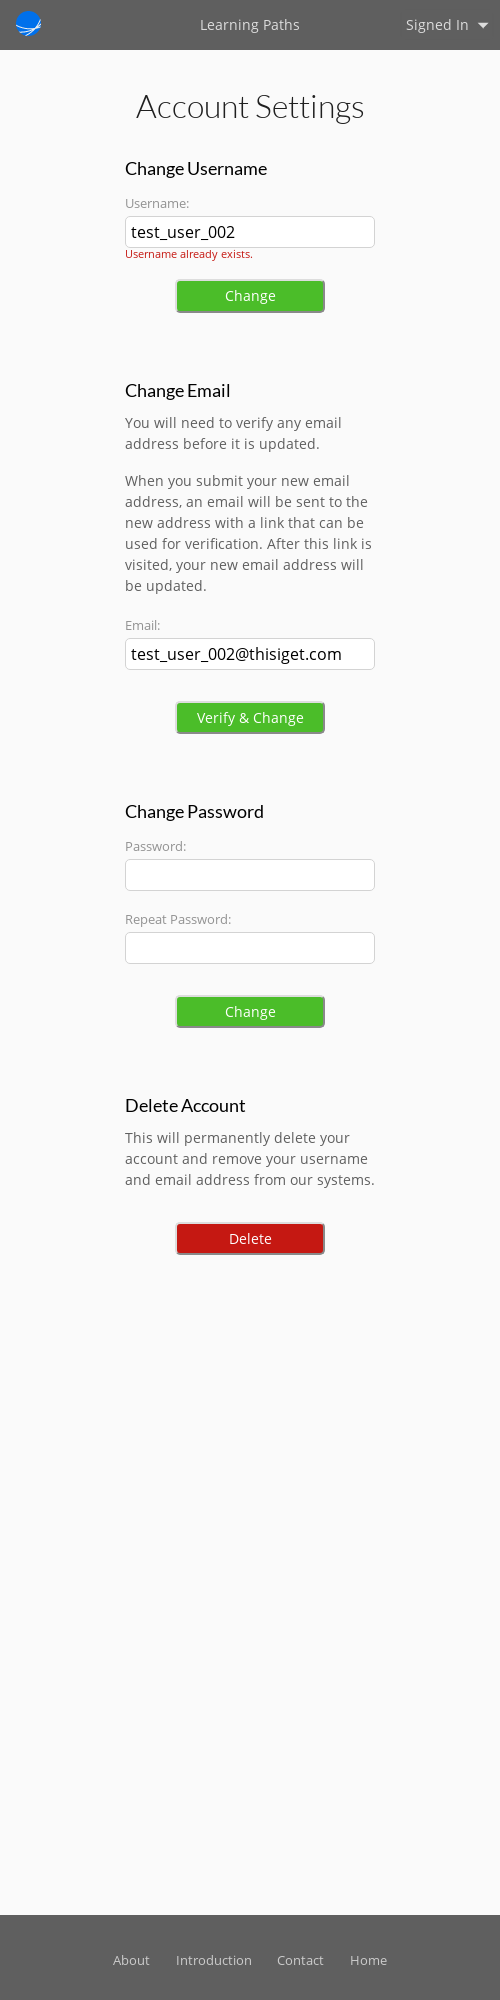 Learning Paths
Signed In
Account Settings
Change Username
Username:
test_user_002
Username already exists.
Change
Change Email
You will need to verify any email
address before it is updated.
When you submit your new email
address, an email will be sent to the
new address with a link that can be
used for verification. After this link is
visited, your new email address will
be updated.
Email:
test_user_002@thisiget.com
Verify & Change
Change Password
Password:
Repeat Password:
Change
Delete Account
This will permanently delete your
account and remove your username
and email address from our systems.
Delete
About Introduction Contact Home